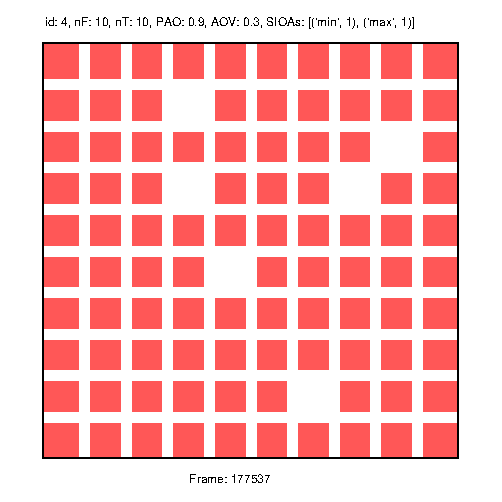 id: 4, nF: 10, nT: 10, PAO: 0.9, AOV: 0.3, SIOAs: [('min', 1), ('max', 1)]
Frame: 177537